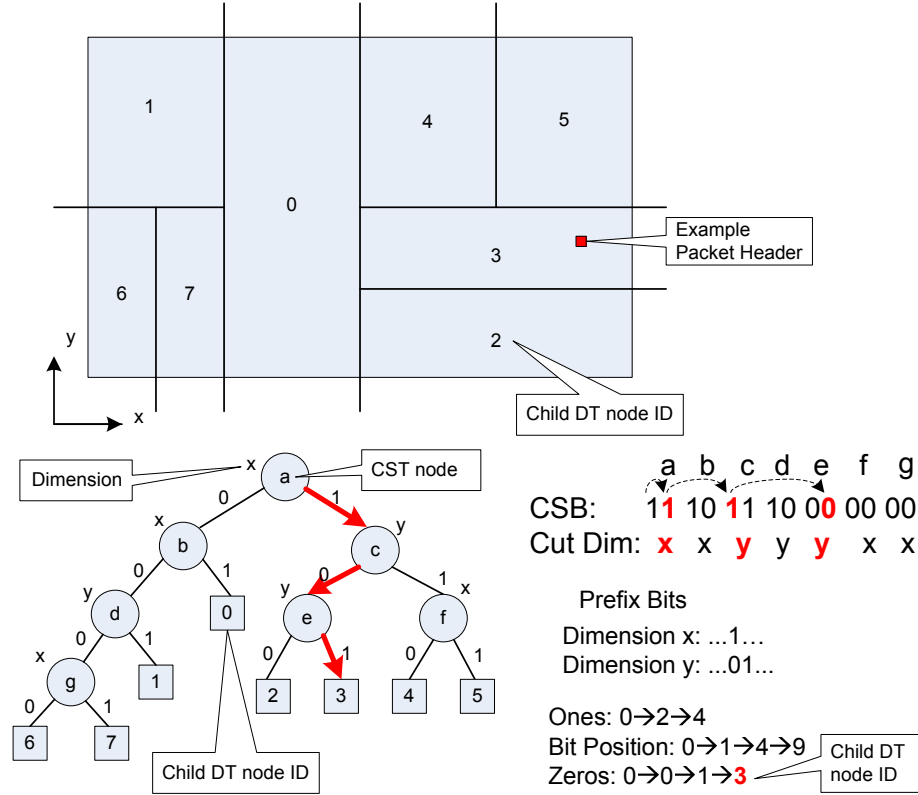 1
4
5
0
Example
Packet Header
3
6
7
2
y
x
Child DT node ID
Dimension
x
a
CST node
0
1
x
b
y
c
0
1
0
1
y
d
0
y
e
f
x
0
1
0
1
0
1
x
g
1
2
3
4
5
0
1
6
7
Child DT node ID
a b c d e f g
CSB: 11 10 11 10 00 00 00
Cut Dim: x x y y y x x
Prefix Bits
Dimension x: ...1...
Dimension y: ...01...
Ones: 0→2→4
Bit Position: 0→1→4→9
Zeros: 0→0→1→3
Child DT
node ID